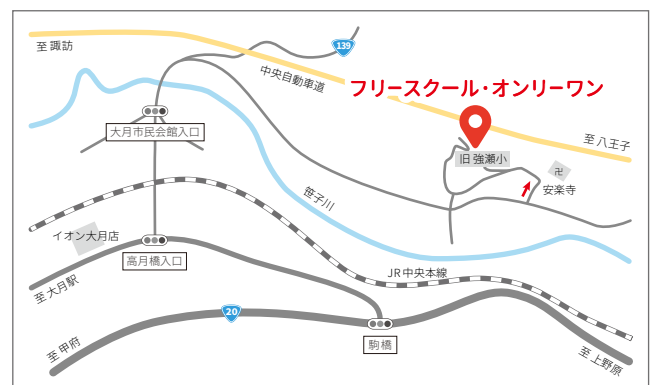 至 諏訪
139
中央自動車道
フリースクール・オンリーワン
大月市民会館入口
至 八王子
旧 強瀬小
卍
安楽寺
笹子川
イオン大月店
高月橋入口
JR中央本線
至 大月駅
20
駒橋
至 甲府
至 上野原